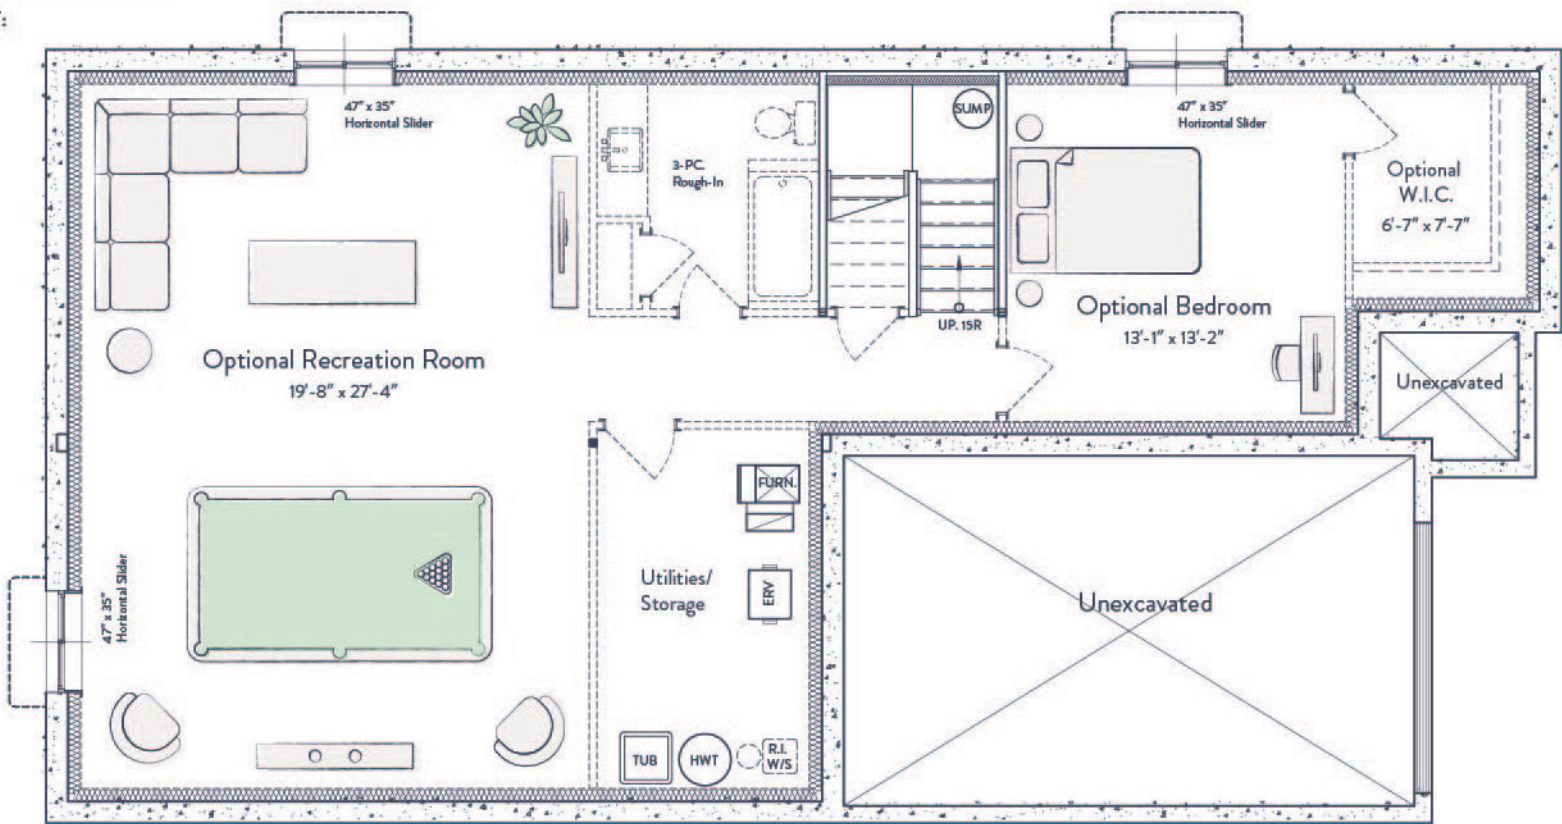 47" x 35"
Horizontal Slider
3-PC.
Rough-In
SUMP
47" x 35"
Horizontal Slider
Optional
W.I.C.
6'-7" x 7'-7"
Optional Bedroom
13'-1" x 13'-2"
UP. 15R
Optional Recreation Room
19'-8" x 27'-4"
Unexcavated
FURN.
47" x 35"
Horizontal Slider
Utilities/
Storage
ERV
Unexcavated
TUB
HWT
R.I.
W/S